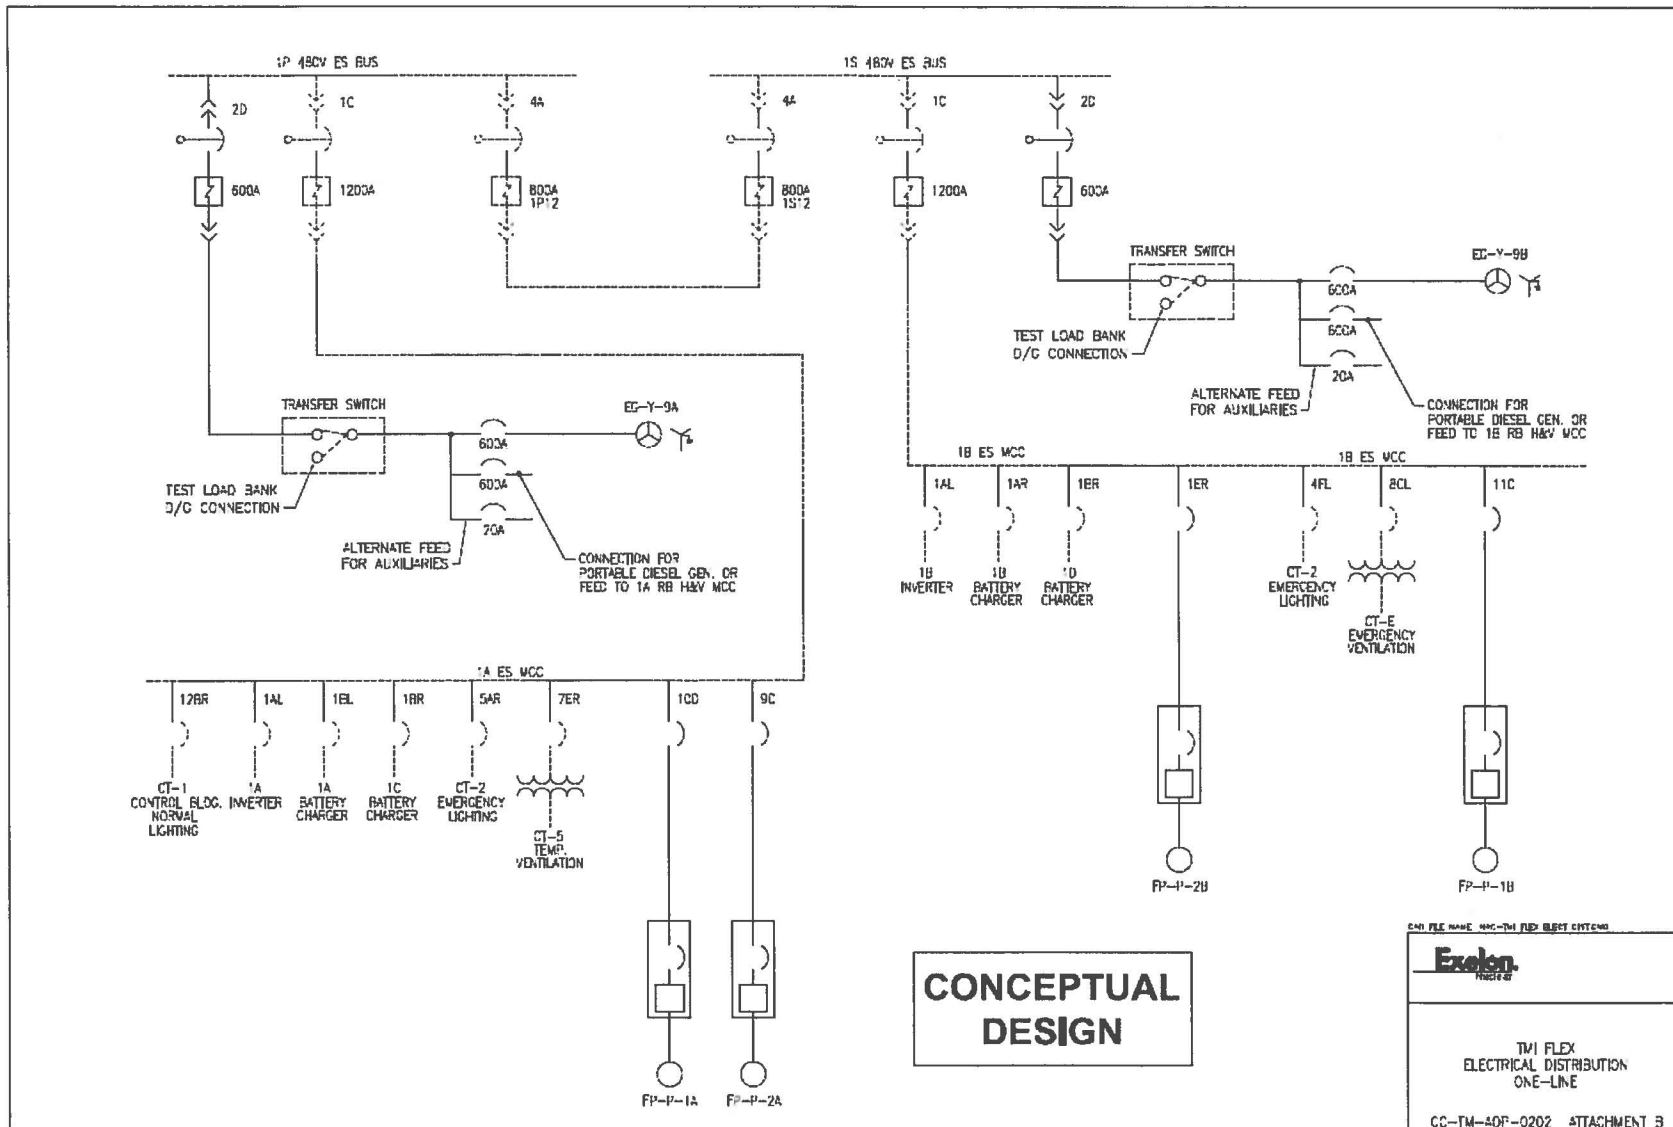 1P 480V ES BUS
1S 480V ES BUS
2D
1C
4A
4A
1C
2D
600A
1200A
800A
1P12
800A
1S12
1200A
600A
TRANSFER SWITCH
EG-Y-9B
600A
600A
20A
TEST LOAD BANK
D/G CONNECTION
ALTERNATE FEED
FOR AUXILIARIES
CONNECTION FOR
PORTABLE DIESEL GEN. OR
FEED TO 1B RB H&V MCC
TRANSFER SWITCH
EG-Y-9A
600A
600A
20A
TEST LOAD BANK
D/G CONNECTION
ALTERNATE FEED
FOR AUXILIARIES
CONNECTION FOR
PORTABLE DIESEL GEN. OR
FEED TO 1A RB H&V MCC
1B ES MCC
1B ES MCC
1AL
1AR
1BR
1ER
4FL
8CL
11C
1B
INVERTER
1B
BATTERY
CHARGER
1D
BATTERY
CHARGER
CT-2
EMERGENCY
LIGHTING
CT-E
EMERGENCY
VENTILATION
FP-P-2B
FP-P-1B
1A ES MCC
12BR
1AL
1BL
1BR
5AR
7ER
10D
9C
CT-1
CONTROL BLDG.
NORMAL
LIGHTING
1A
INVERTER
1A
BATTERY
CHARGER
1C
BATTERY
CHARGER
CT-2
EMERGENCY
LIGHTING
CT-5
TEMP.
VENTILATION
FP-P-1A
FP-P-2A
CONCEPTUAL
DESIGN
Exelon.
Nuclear
TMI FLEX
ELECTRICAL DISTRIBUTION
ONE-LINE
CC-TM-ADP-0202 ATTACHMENT B